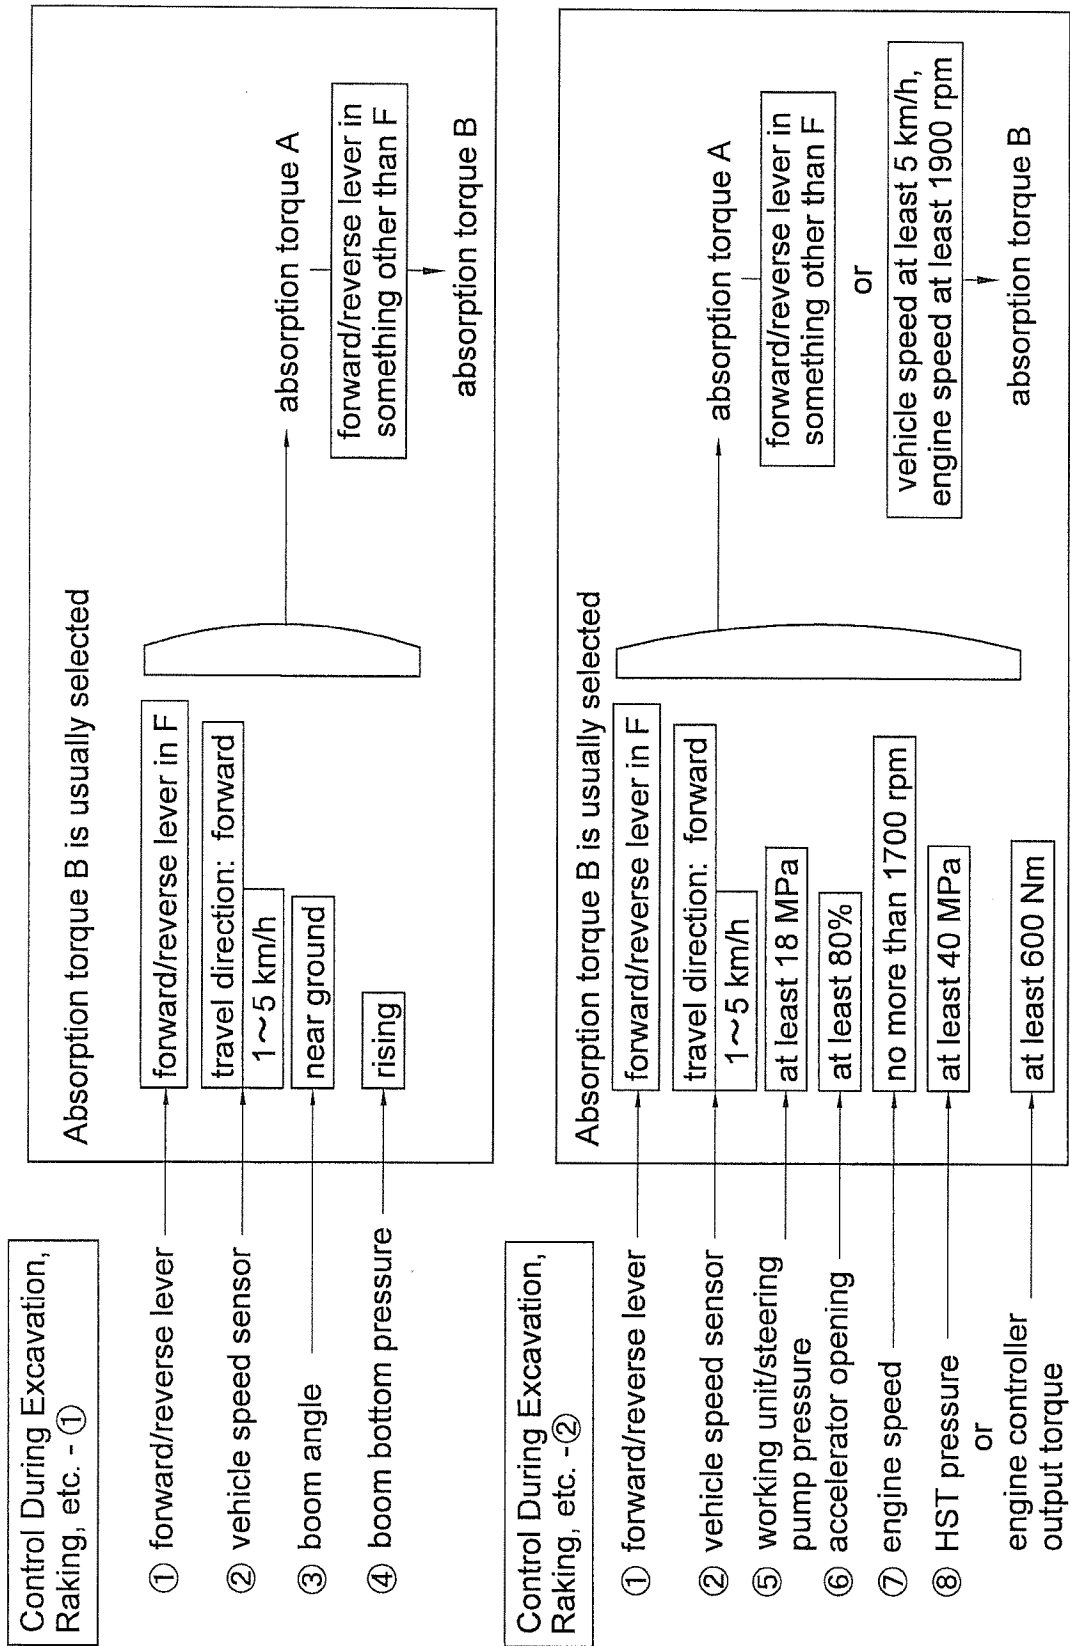 Control During Excavation,
Raking, etc. - ①
① forward/reverse lever
② vehicle speed sensor
③ boom angle
④ boom bottom pressure
Absorption torque B is usually selected
forward/reverse lever in F
travel direction: forward
1~5 km/h
near ground
rising
absorption torque A
forward/reverse lever in
something other than F
absorption torque B
Control During Excavation,
Raking, etc. -②
① forward/reverse lever
② vehicle speed sensor
⑤ working unit/steering
pump pressure
⑥ accelerator opening
⑦ engine speed
⑧ HST pressure
or
engine controller
output torque
Absorption torque B is usually selected
forward/reverse lever in F
travel direction: forward
1~5 km/h
at least 18 MPa
at least 80%
no more than 1700 rpm
at least 40 MPa
at least 600 Nm
absorption torque A
forward/reverse lever in
something other than F
or
vehicle speed at least 5 km/h,
engine speed at least 1900 rpm
absorption torque B